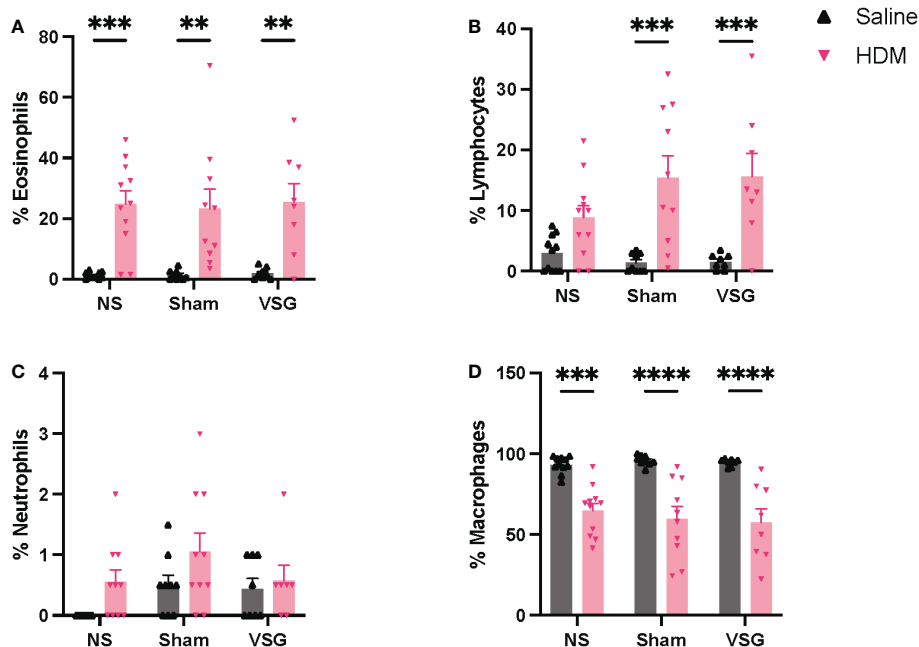 A
B
Saline
HDM
*** ** **
80
60
40
20
0
% Eosinophils
NS Sham VSG
*** ***
40
30
20
10
0
% Lymphocytes
NS Sham VSG
C
4
3
2
1
0
% Neutrophils
NS Sham VSG
D
*** **** ****
150
100
50
0
% Macrophages
NS Sham VSG